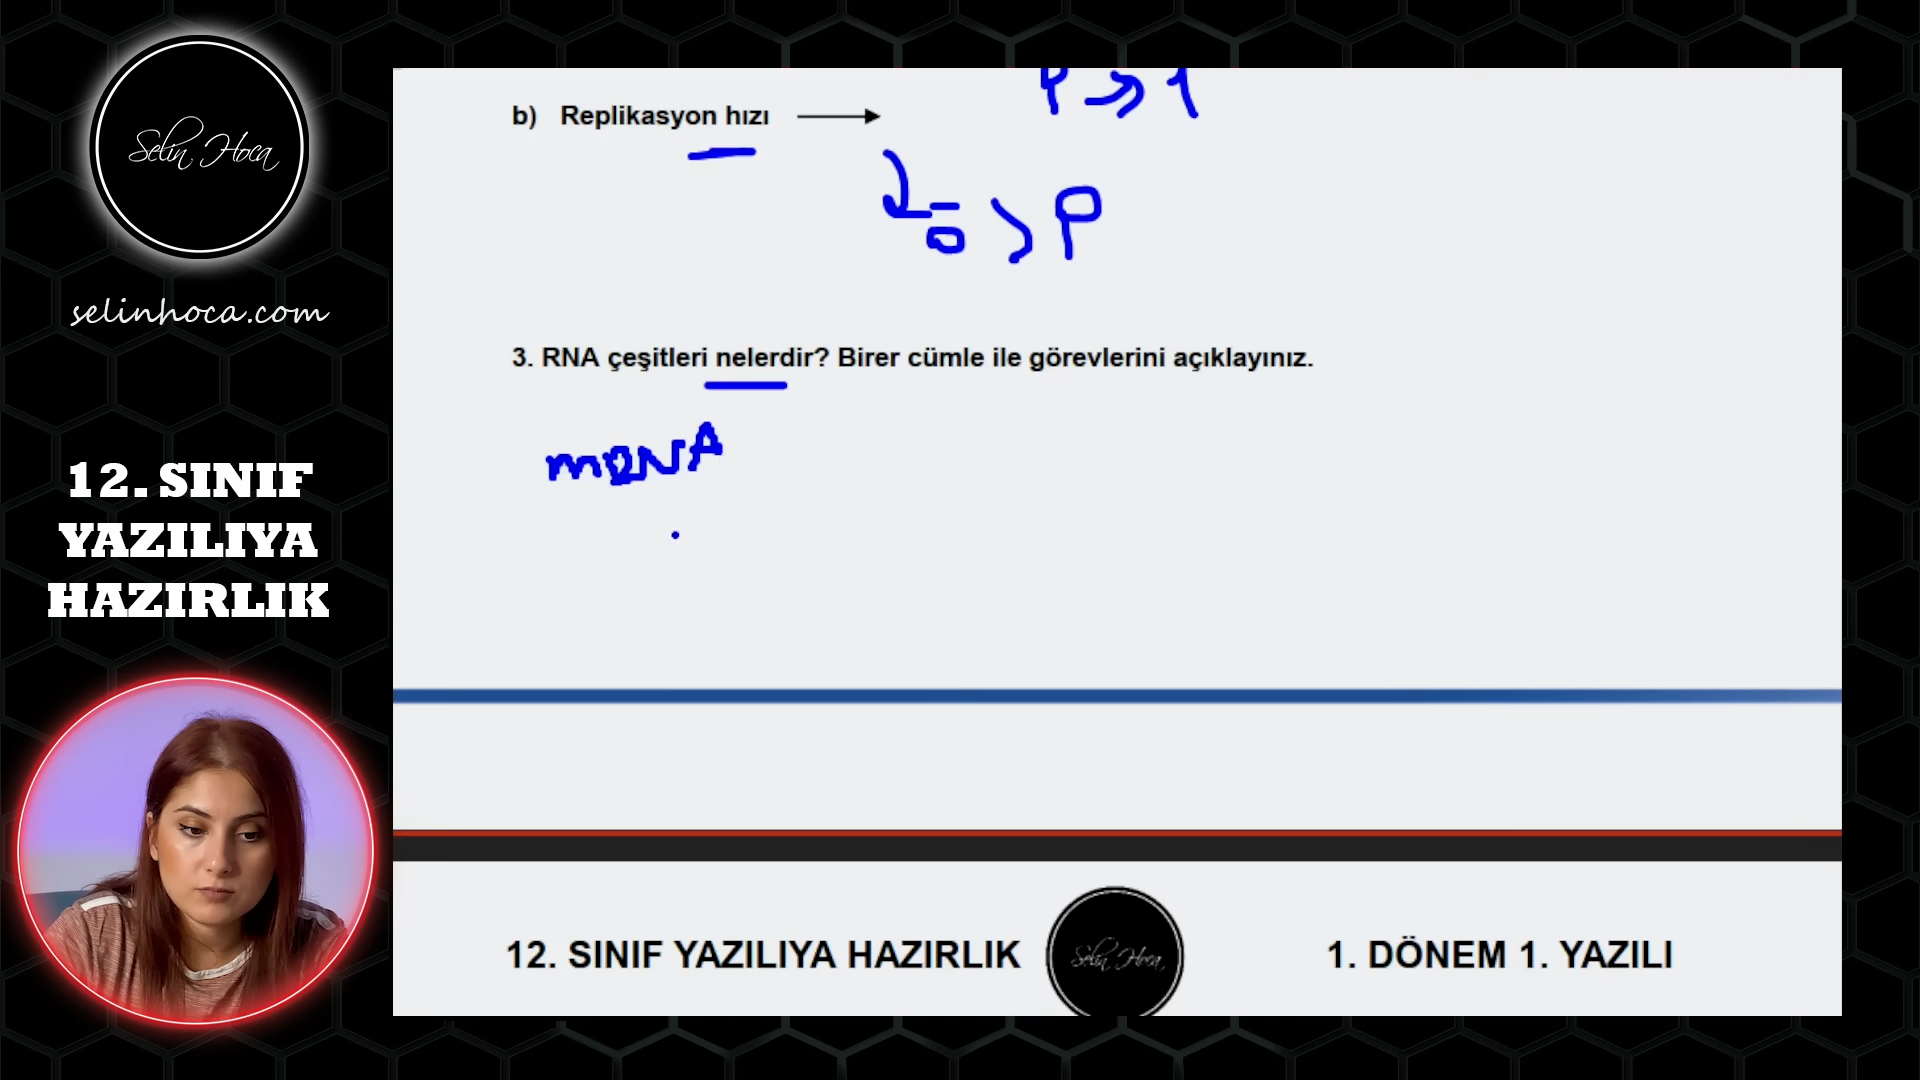 Selin Hoca
selinhoca.com
12. SINIF
YAZILIYA
HAZIRLIK
b) Replikasyon hızı
> P
3. RNA çeşitleri nelerdir? Birer cümle ile görevlerini açıklayınız.
mRNA
12. SINIF YAZILIYA HAZIRLIK
Selin Hoca
1. DÖNEM 1. YAZILI